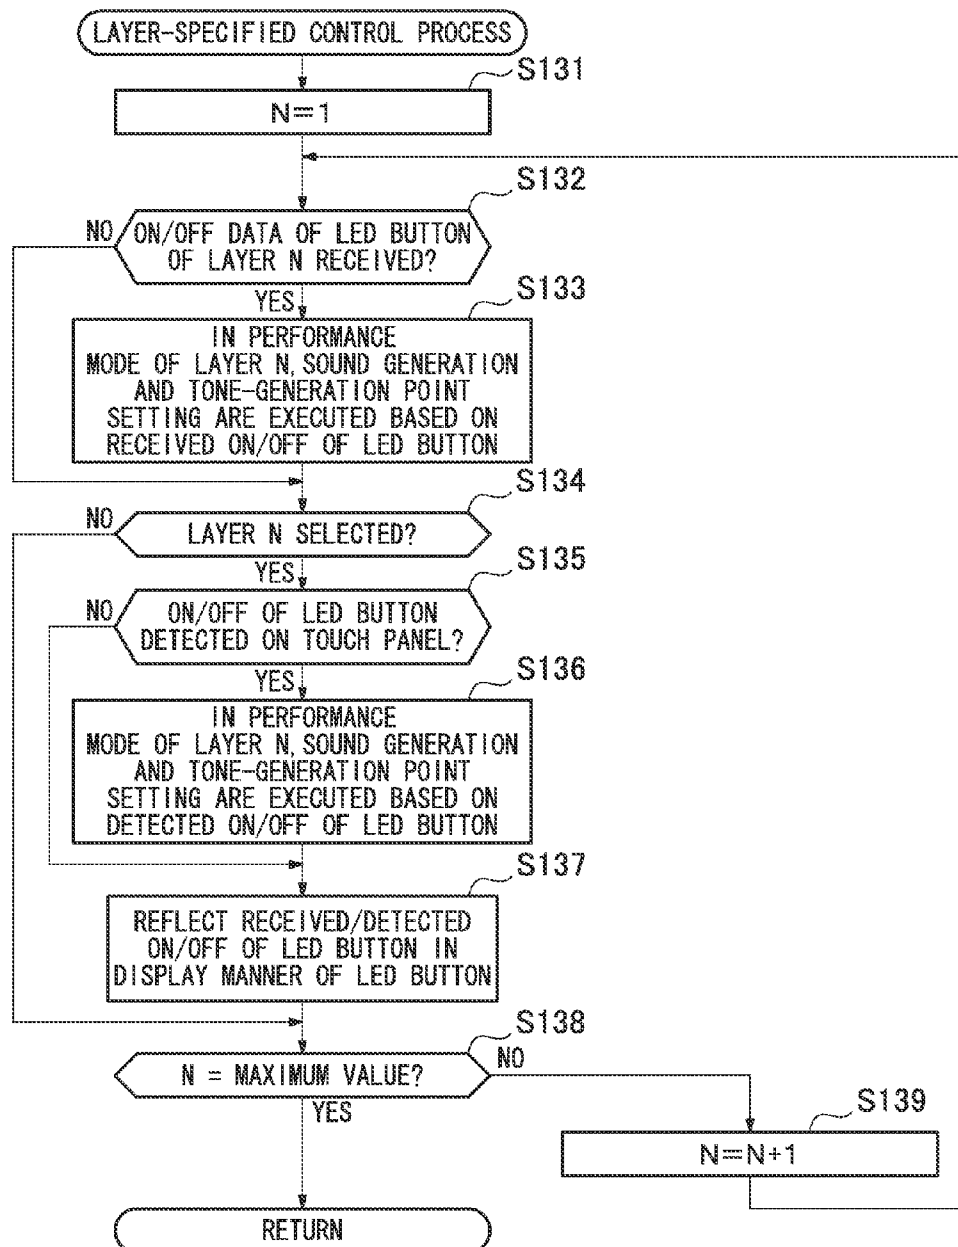 LAYER-SPECIFIED CONTROL PROCESS
S131
N=1
S132
NO
ON/OFF DATA OF LED BUTTON
OF LAYER N RECEIVED?
YES
S133
IN PERFORMANCE
MODE OF LAYER N, SOUND GENERATION
AND TONE-GENERATION POINT
SETTING ARE EXECUTED BASED ON
RECEIVED ON/OFF OF LED BUTTON
S134
NO
LAYER N SELECTED?
YES
S135
NO
ON/OFF OF LED BUTTON
DETECTED ON TOUCH PANEL?
YES
S136
IN PERFORMANCE
MODE OF LAYER N, SOUND GENERATION
AND TONE-GENERATION POINT
SETTING ARE EXECUTED BASED ON
DETECTED ON/OFF OF LED BUTTON
S137
REFLECT RECEIVED/DETECTED
ON/OFF OF LED BUTTON IN
DISPLAY MANNER OF LED BUTTON
S138
N = MAXIMUM VALUE?
NO
YES
S139
N=N+1
RETURN